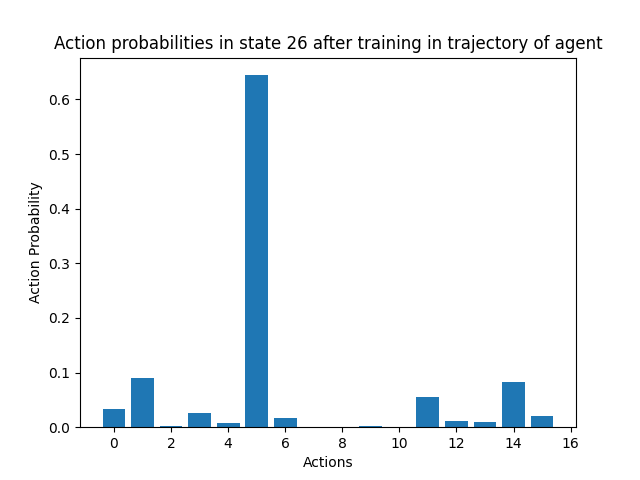 Action probabilities in state 26 after training in trajectory of agent
0.6
0.5
0.4
0.3
0.2
0.1
0.0
Action Probability
0 2 4 6 8 10 12 14 16
Actions